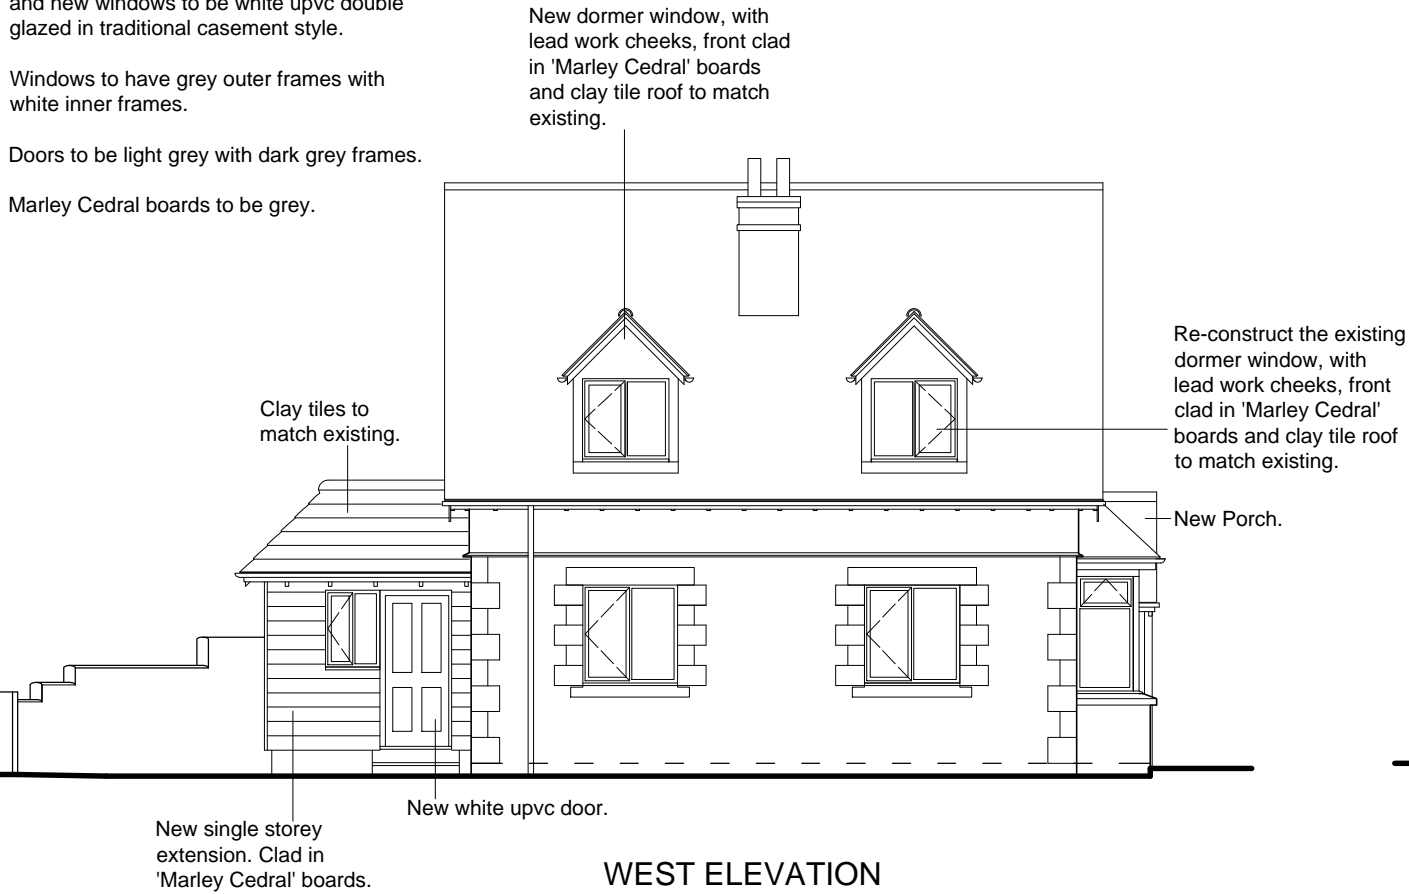 and new windows to be white upvc double
glazed in traditional casement style.
Windows to have grey outer frames with
white inner frames.
Doors to be light grey with dark grey frames.
Marley Cedral boards to be grey.
New dormer window, with
lead work cheeks, front clad
in 'Marley Cedral' boards
and clay tile roof to match
existing.
Re-construct the existing
dormer window, with
lead work cheeks, front
clad in 'Marley Cedral'
boards and clay tile roof
to match existing.
Clay tiles to
match existing.
New Porch.
New white upvc door.
New single storey
extension. Clad in
'Marley Cedral' boards.
WEST ELEVATION